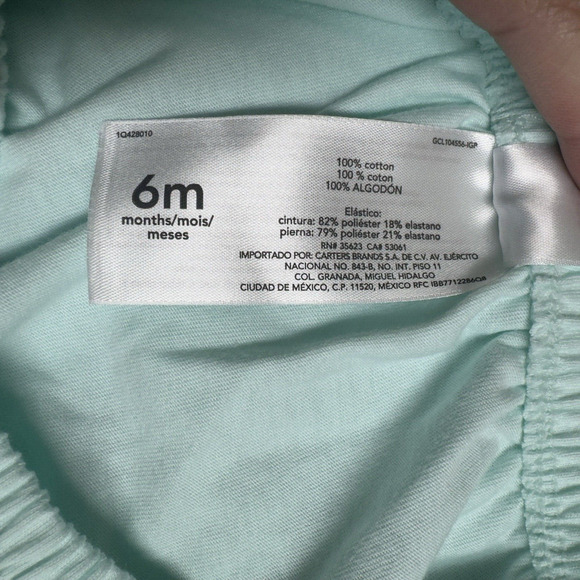 1Q429010
GCL104556-IGP
6m
months/mois/
meses
100% cotton
100 % coton
100% ALGODÓN
Elástico:
cintura: 82% poliéster 18% elastano
pierna: 79% poliéster 21% elastano
RN# 35623 CA# 53061
IMPORTADO POR: CARTERS BRANDS S.A. DE C.V. AV. EJÉRCITO
NACIONAL NO. 843-B, NO. INT. PISO 11
COL. GRANADA, MIGUEL HIDALGO
CIUDAD DE MÉXICO, C.P. 11520, MÉXICO RFC